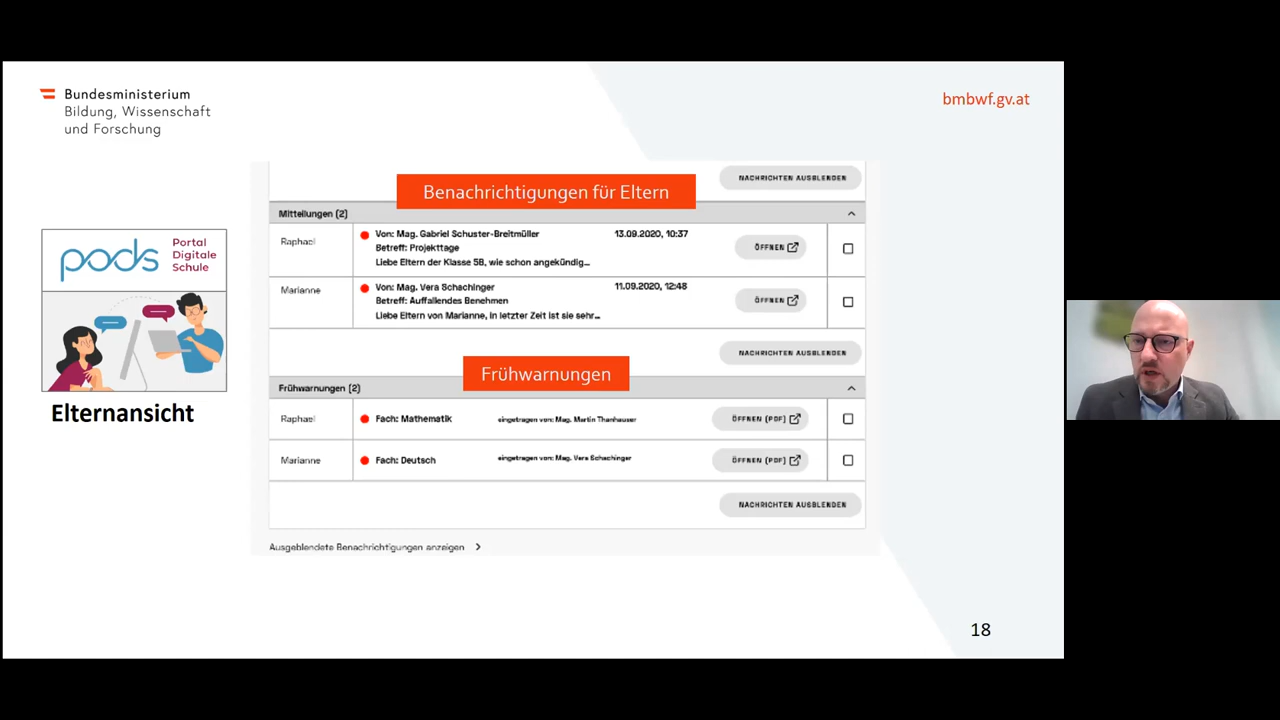 Bundesministerium
Bildung, Wissenschaft
und Forschung
bmbwf.gv.at
pods
Portal
Digitale
Schule
Elternansicht
NACHRICHTEN AUSBLENDEN
Benachrichtigungen für Eltern
Mitteilungen (2)
Raphael
Von: Mag. Gabriel Schuster-Breitmüller
13.09.2020, 10:37
Betreff: Projekttage
ÖFFNEN
Liebe Eltern der Klasse 5B, wie schon angekündig...
Marianne
Von: Mag. Vera Schachinger
11.09.2020, 12:48
Betreff: Auffallendes Benehmen
ÖFFNEN
Liebe Eltern von Marianne, in letzter Zeit ist sie sehr...
NACHRICHTEN AUSBLENDEN
Frühwarnungen
Frühwarnungen (2)
Raphael
Fach: Mathematik
eingetragen von: Mag. Martin Thanhauser
ÖFFNEN (PDF)
Marianne
Fach: Deutsch
eingetragen von: Mag. Vera Schachinger
ÖFFNEN (PDF)
NACHRICHTEN AUSBLENDEN
Ausgeblendete Benachrichtigungen anzeigen
18